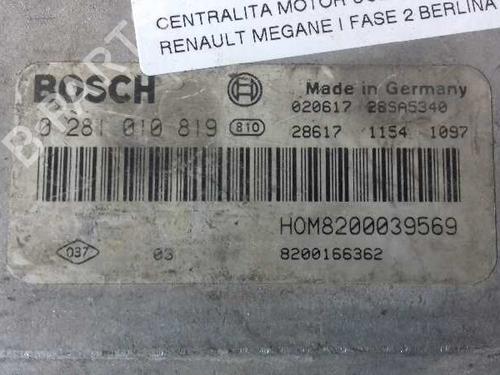 CENTRALITA MOTOR
RENAULT MEGANE I FASE 2 BERLINA
BOSCH
Made in Germany
020617 28SA5340
0 281 010 819 810
28617 1154 1097
HOM8200039569
037 03 8200166362